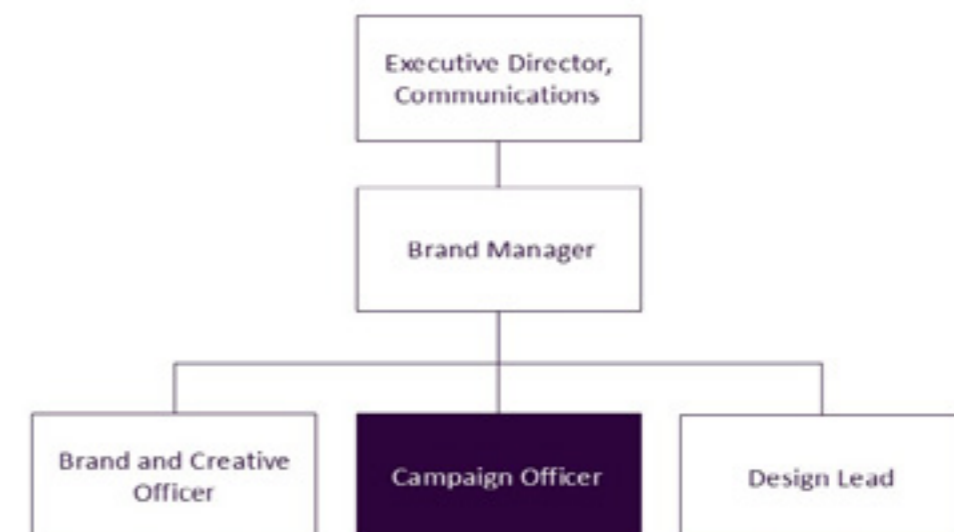 Executive Director,
Communications
Brand Manager
Brand and Creative
Officer
Campaign Officer
Design Lead